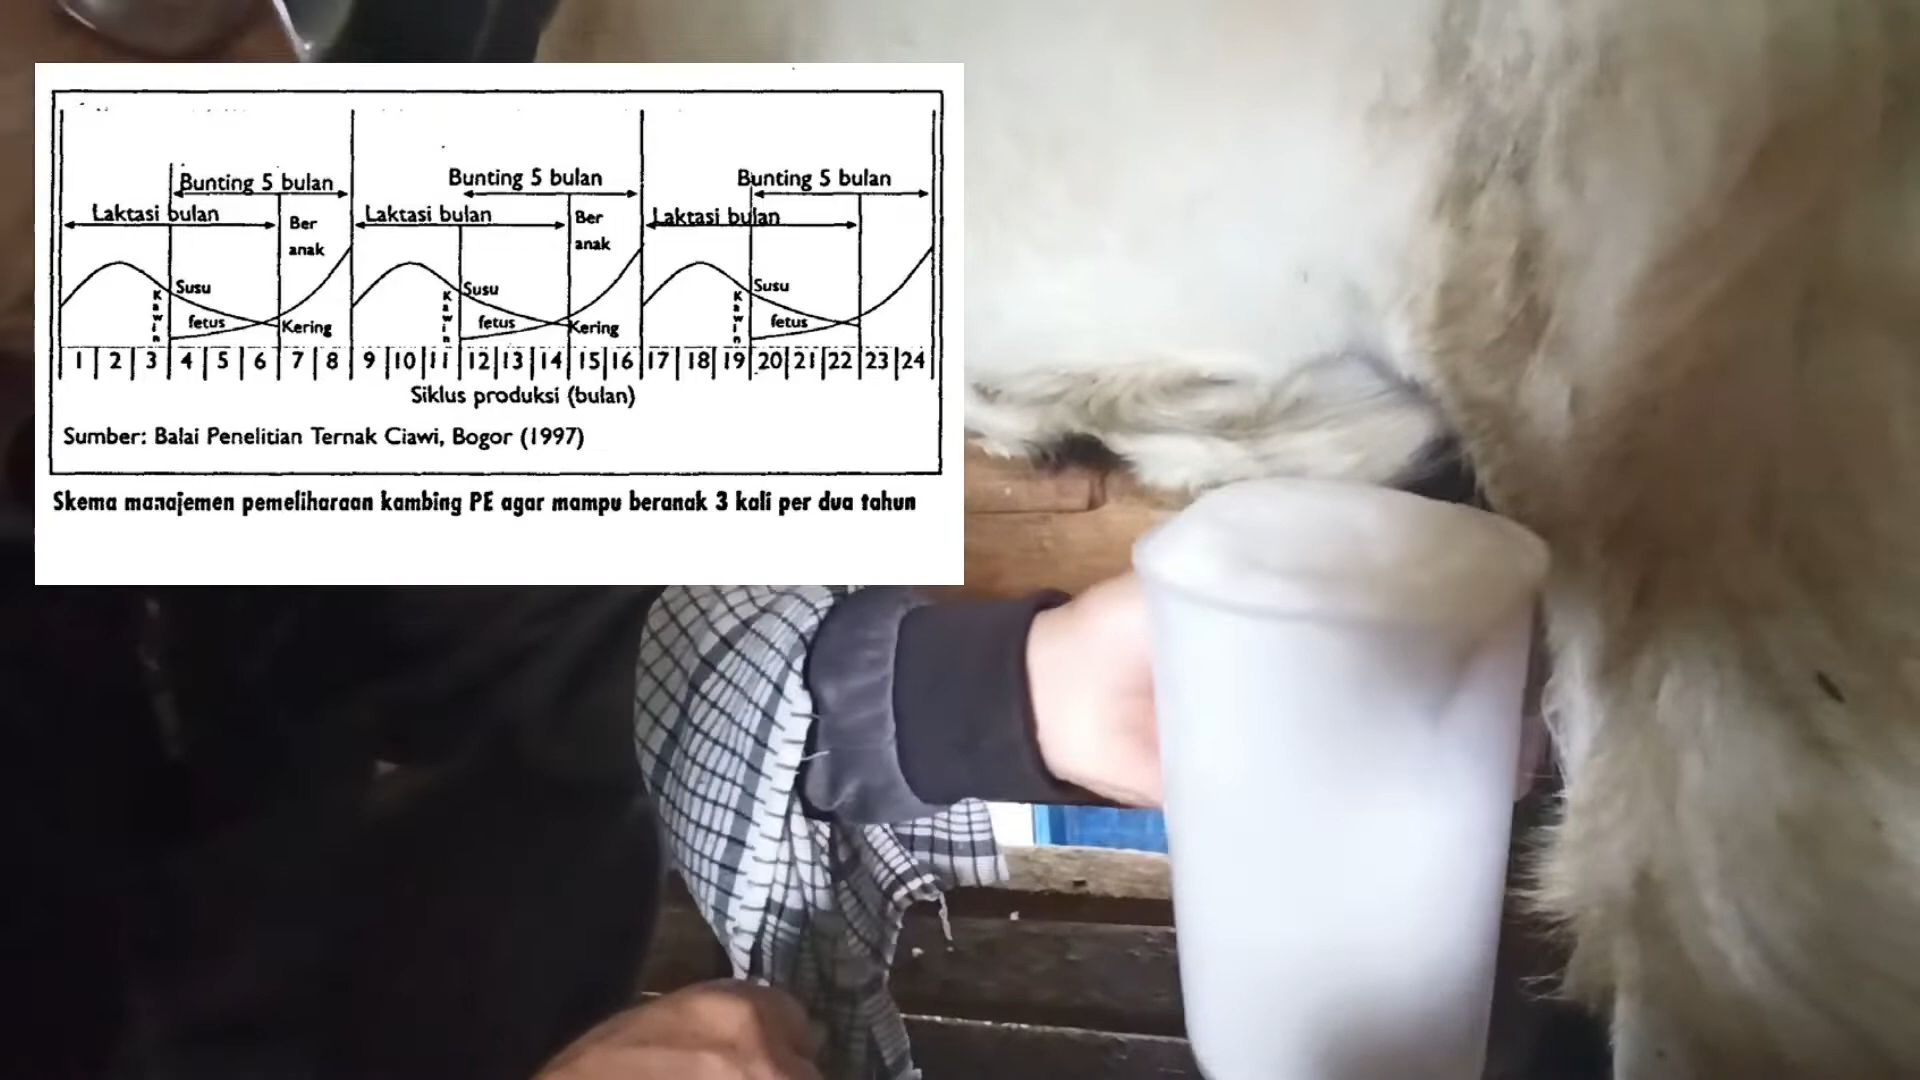 Bunting 5 bulan Bunting 5 bulan Bunting 5 bulan
Laktasi bulan Laktasi bulan Laktasi bulan
Ber anak Ber anak
Susu Susu Susu
Kawin Kawin Kawin
fetus fetus fetus
Kering Kering
1 2 3 4 5 6 7 8 9 10 11 12 13 14 15 16 17 18 19 20 21 22 23 24
Siklus produksi (bulan)
Sumber: Balai Penelitian Ternak Ciawi, Bogor (1997)
Skema manajemen pemeliharaan kambing PE agar mampu beranak 3 kali per dua tahun